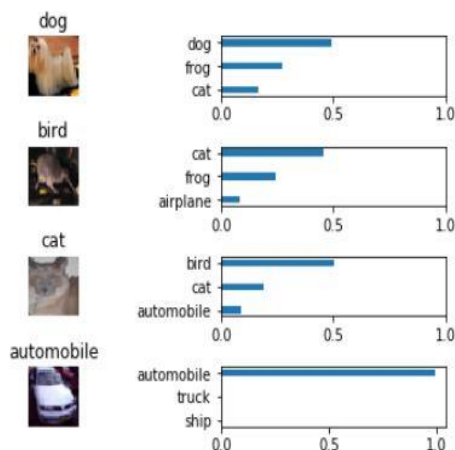 dog
dog
frog
cat
0.0 0.5 1.0
bird
cat
frog
airplane
0.0 0.5 1.0
cat
bird
cat
automobile
0.0 0.5 1.0
automobile
automobile
truck
ship
0.0 0.5 1.0